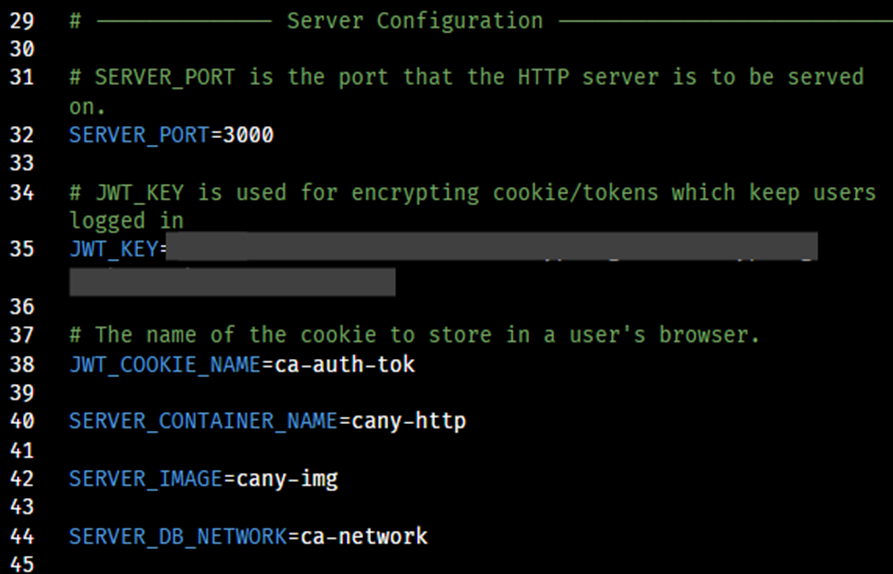 29 # ────────────── Server Configuration ──────────────────────────
30
31 # SERVER_PORT is the port that the HTTP server is to be served
on.
32 SERVER_PORT=3000
33
34 # JWT_KEY is used for encrypting cookie/tokens which keep users
logged in
35 JWT_KEY=
36
37 # The name of the cookie to store in a user's browser.
38 JWT_COOKIE_NAME=ca-auth-tok
39
40 SERVER_CONTAINER_NAME=cany-http
41
42 SERVER_IMAGE=cany-img
43
44 SERVER_DB_NETWORK=ca-network
45